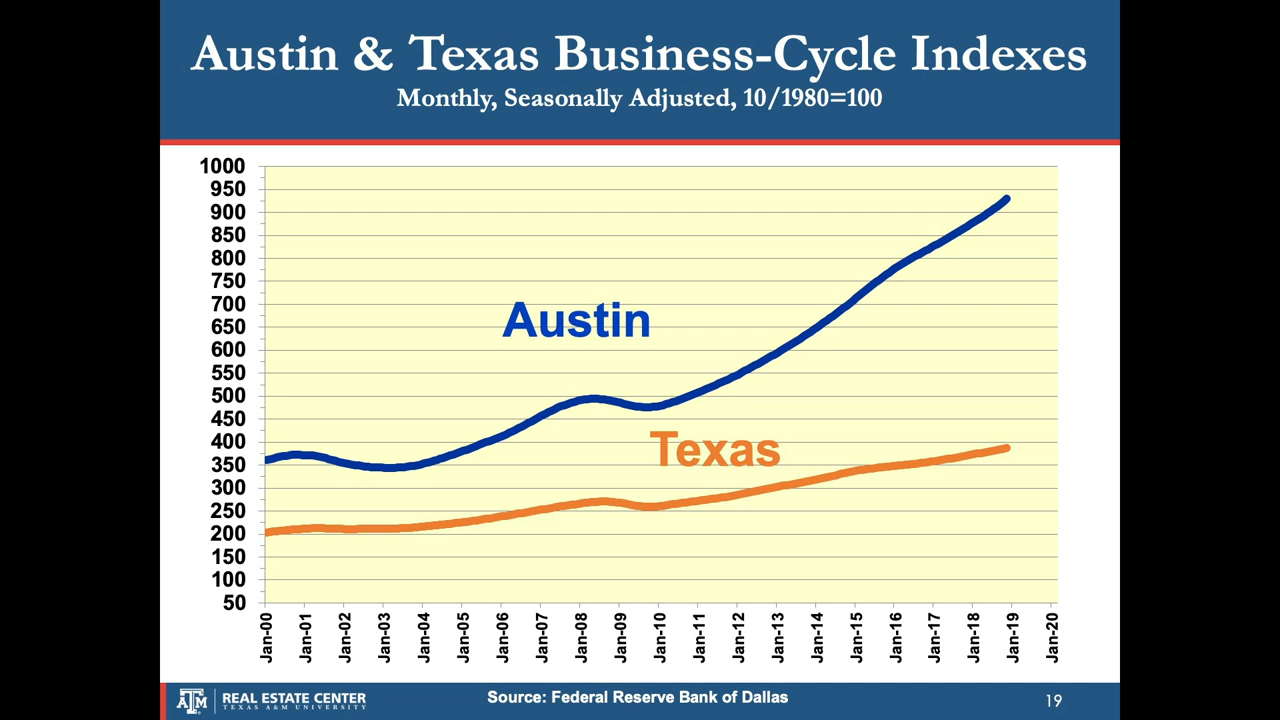 Austin & Texas Business-Cycle Indexes
Monthly, Seasonally Adjusted, 10/1980=100
1000
950
900
850
800
750
700
650
600
550
500
450
400
350
300
250
200
150
100
50
Austin
Texas
Jan-00
Jan-01
Jan-02
Jan-03
Jan-04
Jan-05
Jan-06
Jan-07
Jan-08
Jan-09
Jan-10
Jan-11
Jan-12
Jan-13
Jan-14
Jan-15
Jan-16
Jan-17
Jan-18
Jan-19
Jan-20
ATM
REAL ESTATE CENTER
TEXAS A&M UNIVERSITY
Source: Federal Reserve Bank of Dallas
19